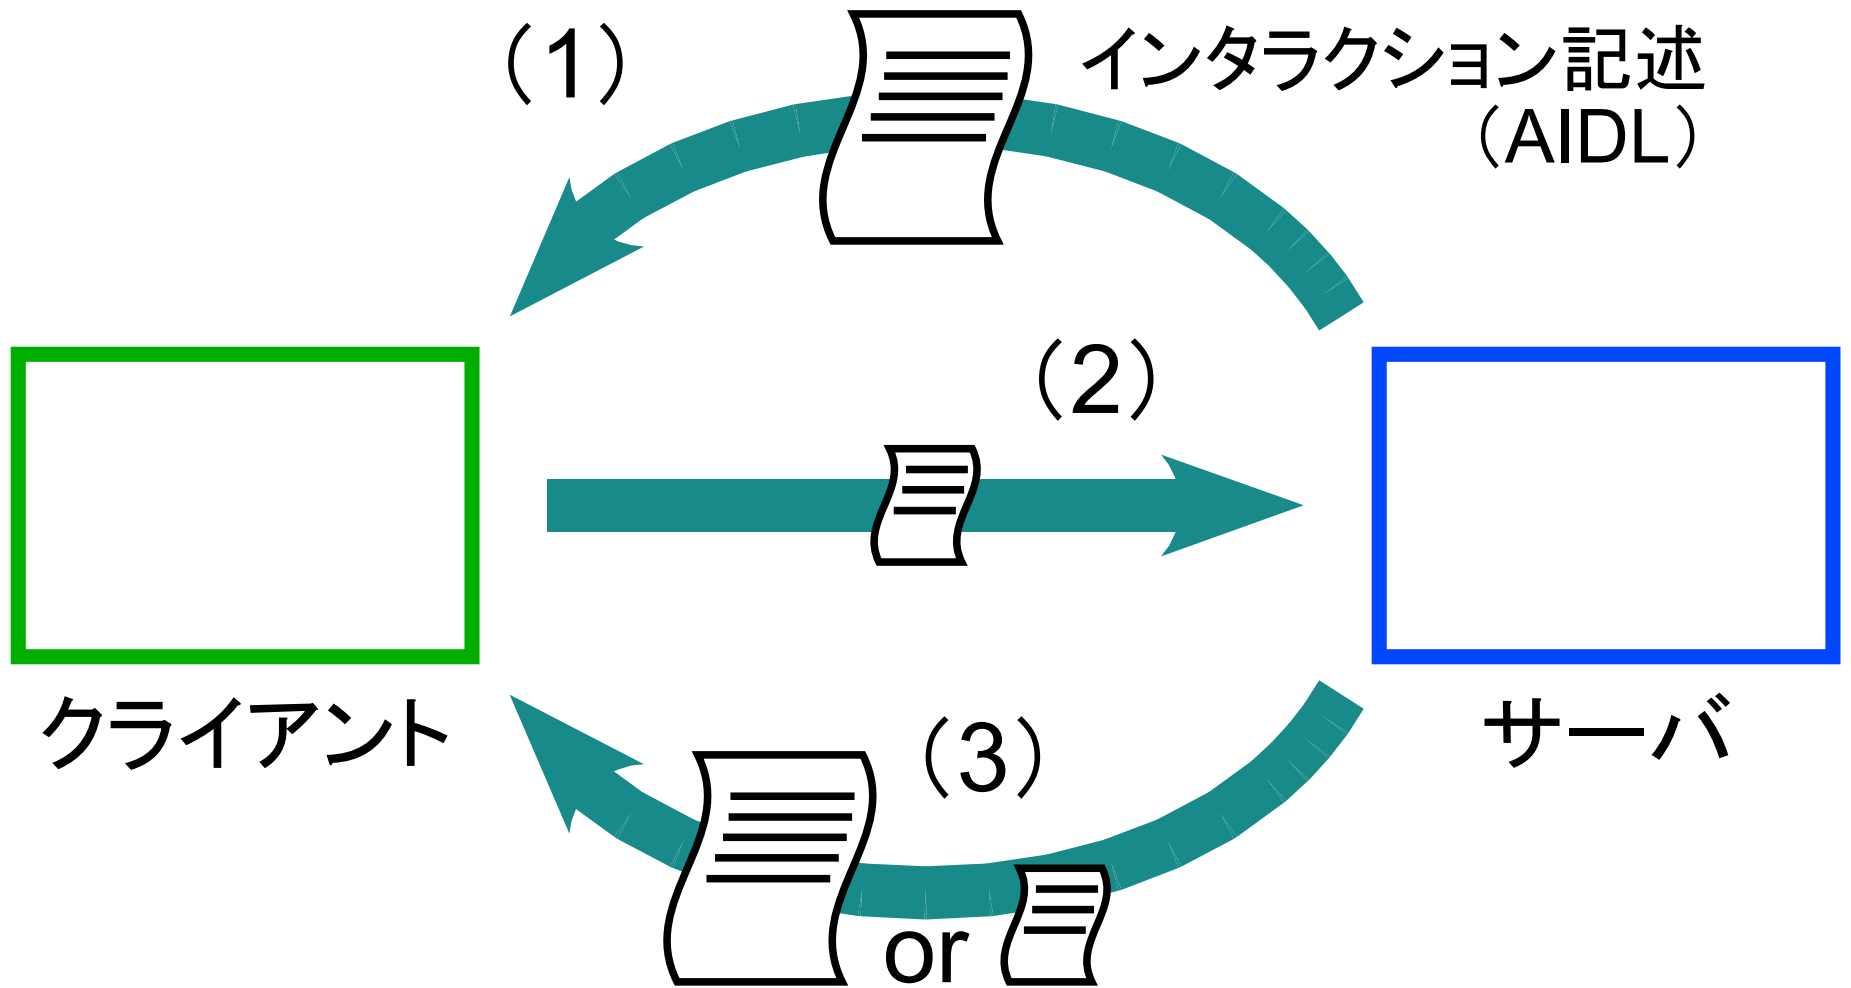 （1）
インタラクション記述
（AIDL）
（2）
クライアント
サーバ
（3）
or